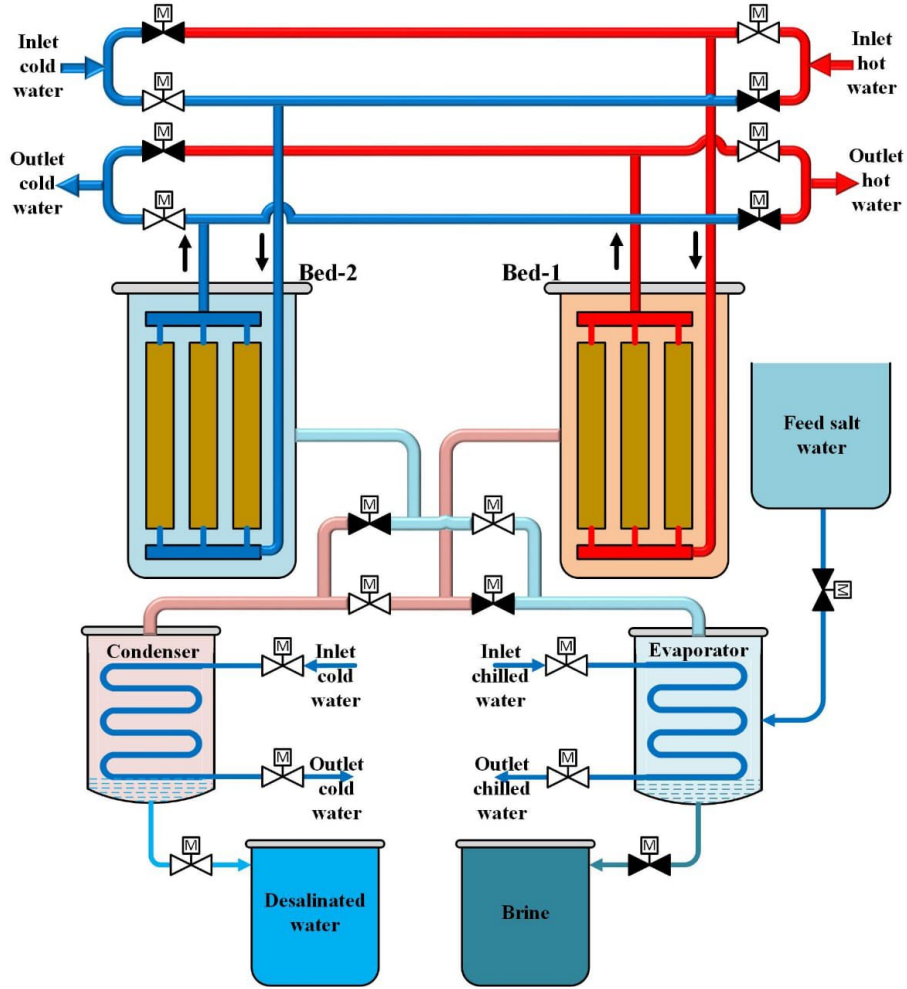 M
M
Inlet
cold
water
Inlet
hot
water
M
M
M
M
Outlet
cold
water
Outlet
hot
water
M
M
Bed-2
Bed-1
Feed salt
water
M
M
M
M
M
Condenser
M
Inlet
cold
water
Inlet
chilled
water
M
Evaporator
M
Outlet
cold
water
Outlet
chilled
water
M
M
M
Desalinated
water
Brine